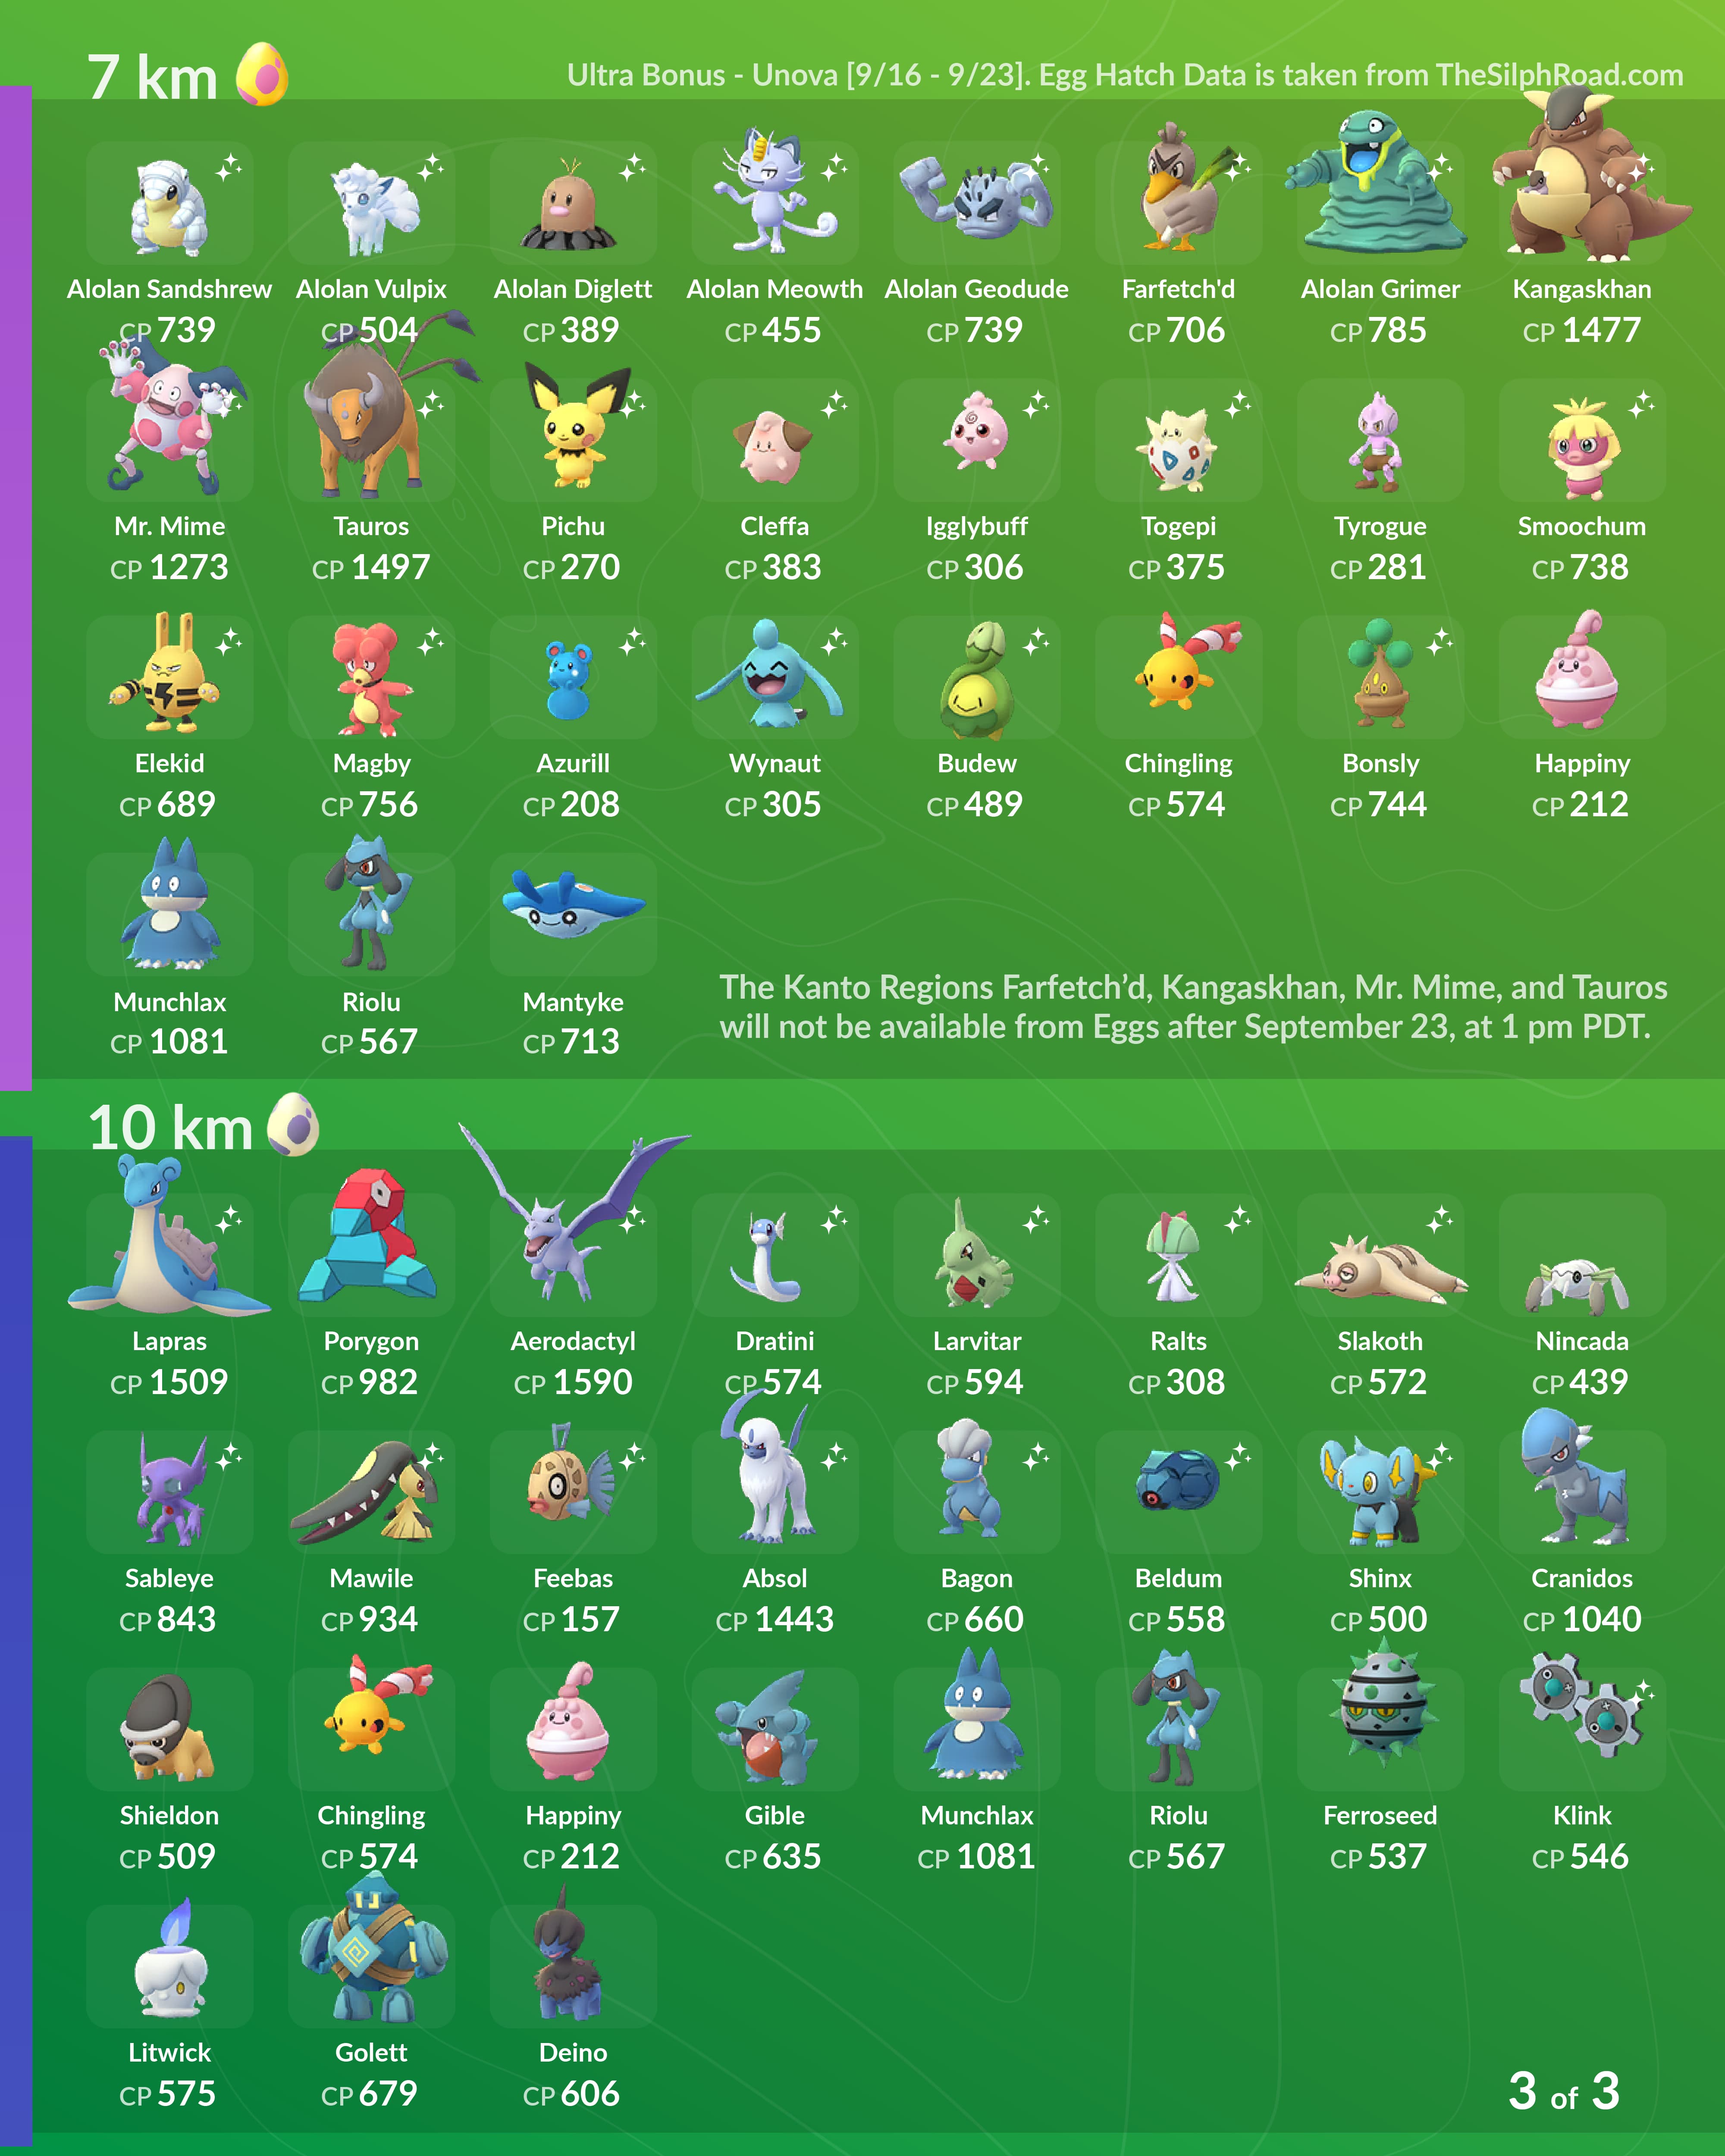 7 km
Ultra Bonus - Unova [9/16 - 9/23]. Egg Hatch Data is taken from TheSilphRoad.com
Alolan Sandshrew Alolan Vulpix Alolan Diglett Alolan Meowth Alolan Geodude Farfetch'd Alolan Grimer Kangaskhan
CP 739 CP 504 CP 389 CP 455 CP 739 CP 706 CP 785 CP 1477
Mr. Mime Tauros Pichu Cleffa Igglybuff Togepi Tyrogue Smoochum
CP 1273 CP 1497 CP 270 CP 383 CP 306 CP 375 CP 281 CP 738
Elekid Magby Azurill Wynaut Budew Chingling Bonsly Happiny
CP 689 CP 756 CP 208 CP 305 CP 489 CP 574 CP 744 CP 212
Munchlax Riolu Mantyke
CP 1081 CP 567 CP 713
The Kanto Regions Farfetch’d, Kangaskhan, Mr. Mime, and Tauros
will not be available from Eggs after September 23, at 1 pm PDT.
10 km
Lapras Porygon Aerodactyl Dratini Larvitar Ralts Slakoth Nincada
CP 1509 CP 982 CP 1590 CP 574 CP 594 CP 308 CP 572 CP 439
Sableye Mawile Feebas Absol Bagon Beldum Shinx Cranidos
CP 843 CP 934 CP 157 CP 1443 CP 660 CP 558 CP 500 CP 1040
Shieldon Chingling Happiny Gible Munchlax Riolu Ferroseed Klink
CP 509 CP 574 CP 212 CP 635 CP 1081 CP 567 CP 537 CP 546
Litwick Golett Deino
CP 575 CP 679 CP 606
3 of 3